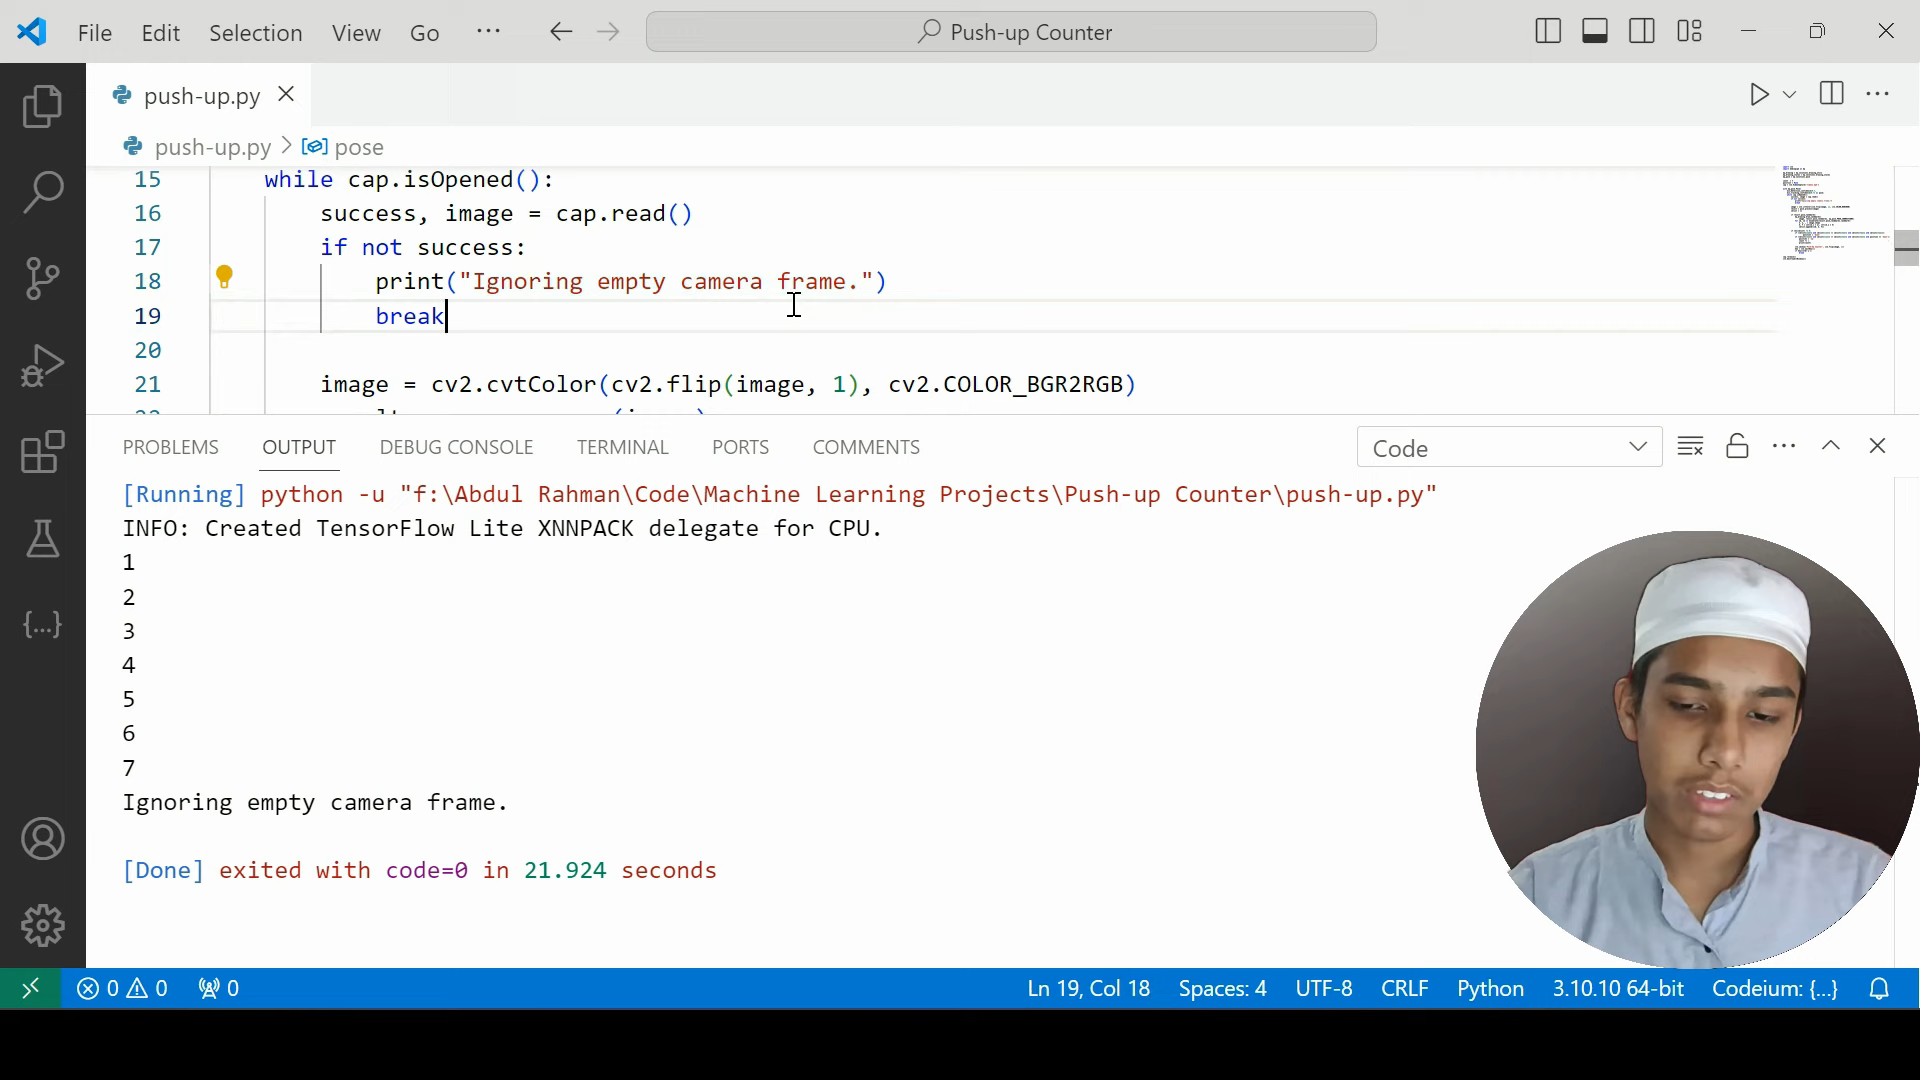 File Edit Selection View Go ··· Push-up Counter
push-up.py
push-up.py > pose
15 while cap.isOpened():
16 success, image = cap.read()
17 if not success:
18 print("Ignoring empty camera frame.")
19 break
20
21 image = cv2.cvtColor(cv2.flip(image, 1), cv2.COLOR_BGR2RGB)
PROBLEMS OUTPUT DEBUG CONSOLE TERMINAL PORTS COMMENTS Code
[Running] python -u "f:\Abdul Rahman\Code\Machine Learning Projects\Push-up Counter\push-up.py"
INFO: Created TensorFlow Lite XNNPACK delegate for CPU.
1
2
3
4
5
6
7
Ignoring empty camera frame.
[Done] exited with code=0 in 21.924 seconds
0 0 0 Ln 19, Col 18 Spaces: 4 UTF-8 CRLF Python 3.10.10 64-bit Codeium: {...}